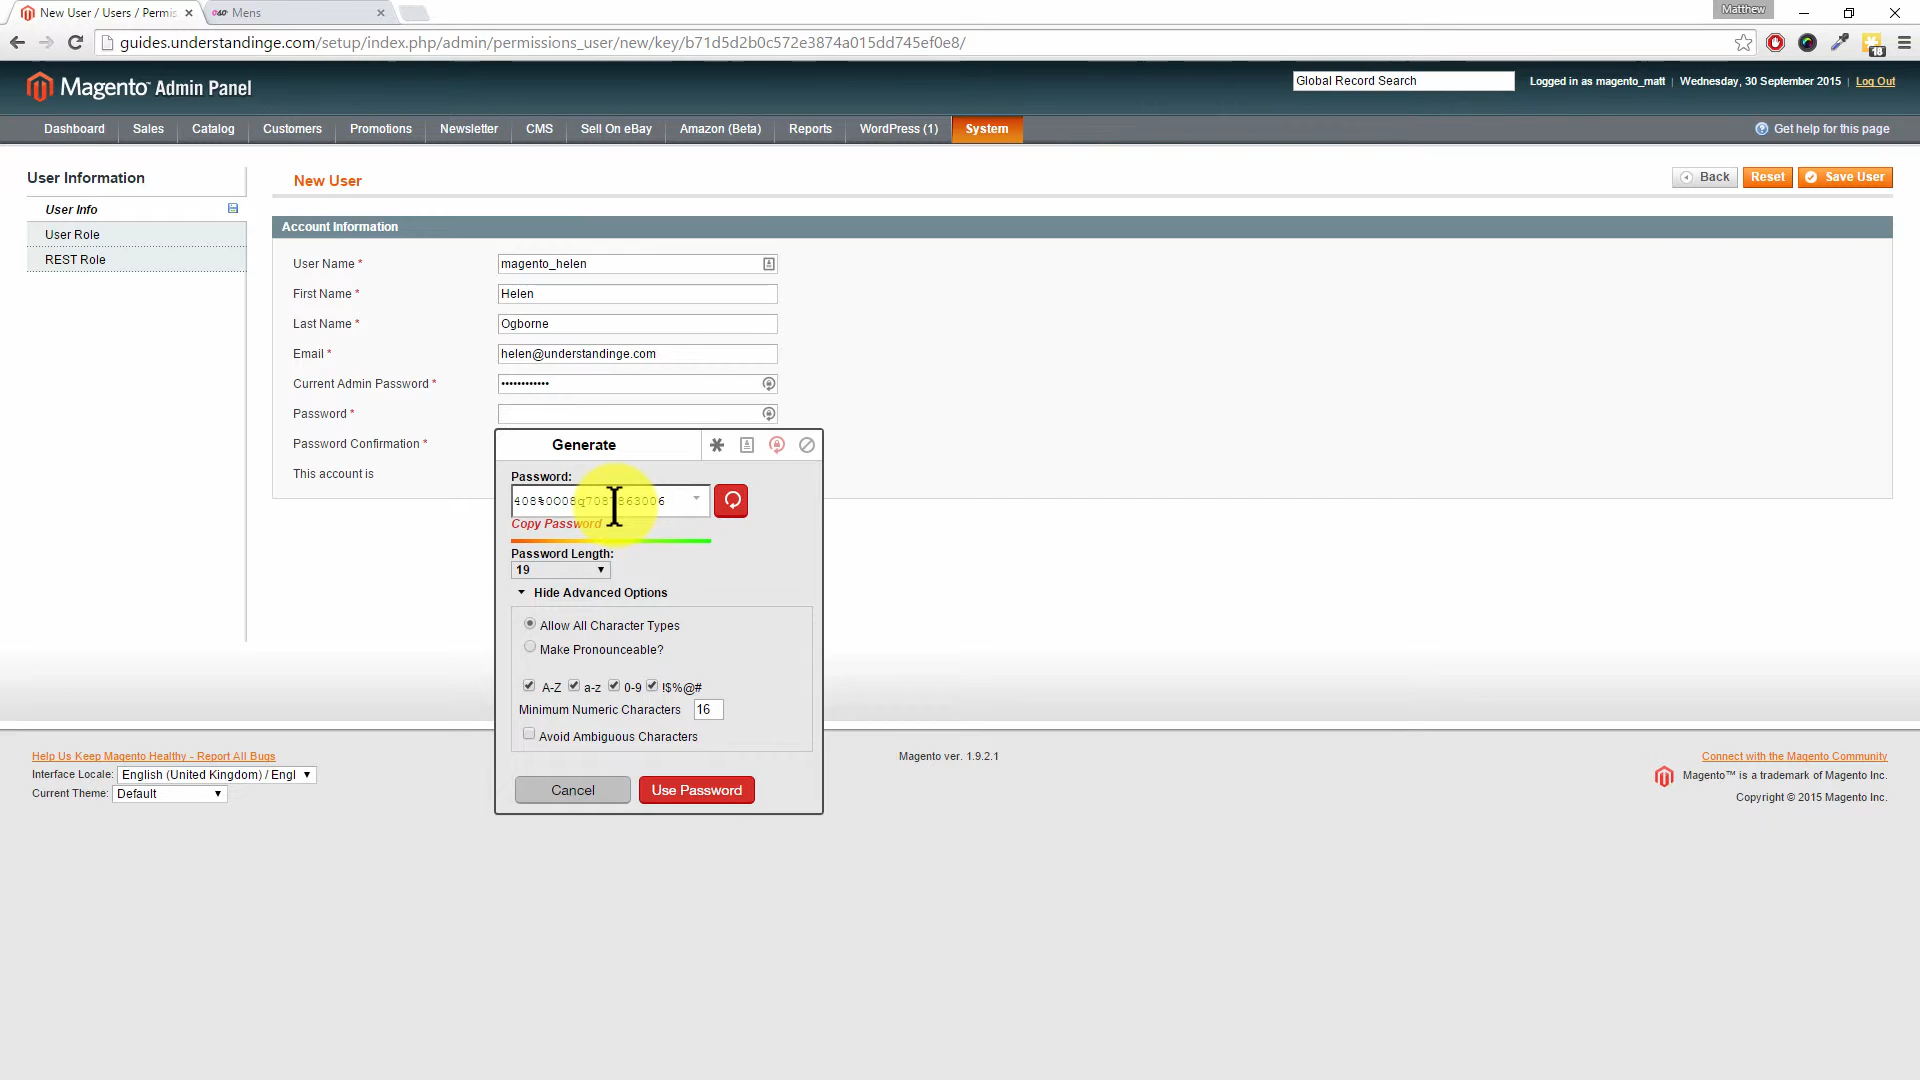 New User / Users / Permis
Mens
Matthew
guides.understandinge.com/setup/index.php/admin/permissions_user/new/key/b71d5d2b0c572e3874a015dd745ef0e8/
18
Magento™ Admin Panel
Global Record Search
Logged in as magento_matt | Wednesday, 30 September 2015 | Log Out
Dashboard Sales Catalog Customers Promotions Newsletter CMS Sell On eBay Amazon (Beta) Reports WordPress (1) System
Get help for this page
User Information
User Info
User Role
REST Role
New User
Back Reset Save User
Account Information
User Name * magento_helen
First Name * Helen
Last Name * Ogborne
Email * helen@understandinge.com
Current Admin Password * ••••••••••••
Password *
Password Confirmation *
This account is
Generate
Password:
Copy Password
Password Length:
19
Hide Advanced Options
Allow All Character Types
Make Pronounceable?
A-Z a-z 0-9 !$%@#
Minimum Numeric Characters 16
Avoid Ambiguous Characters
Cancel Use Password
Help Us Keep Magento Healthy - Report All Bugs
Interface Locale: English (United Kingdom) / Engl
Current Theme: Default
Magento ver. 1.9.2.1
Connect with the Magento Community
Magento™ is a trademark of Magento Inc.
Copyright © 2015 Magento Inc.